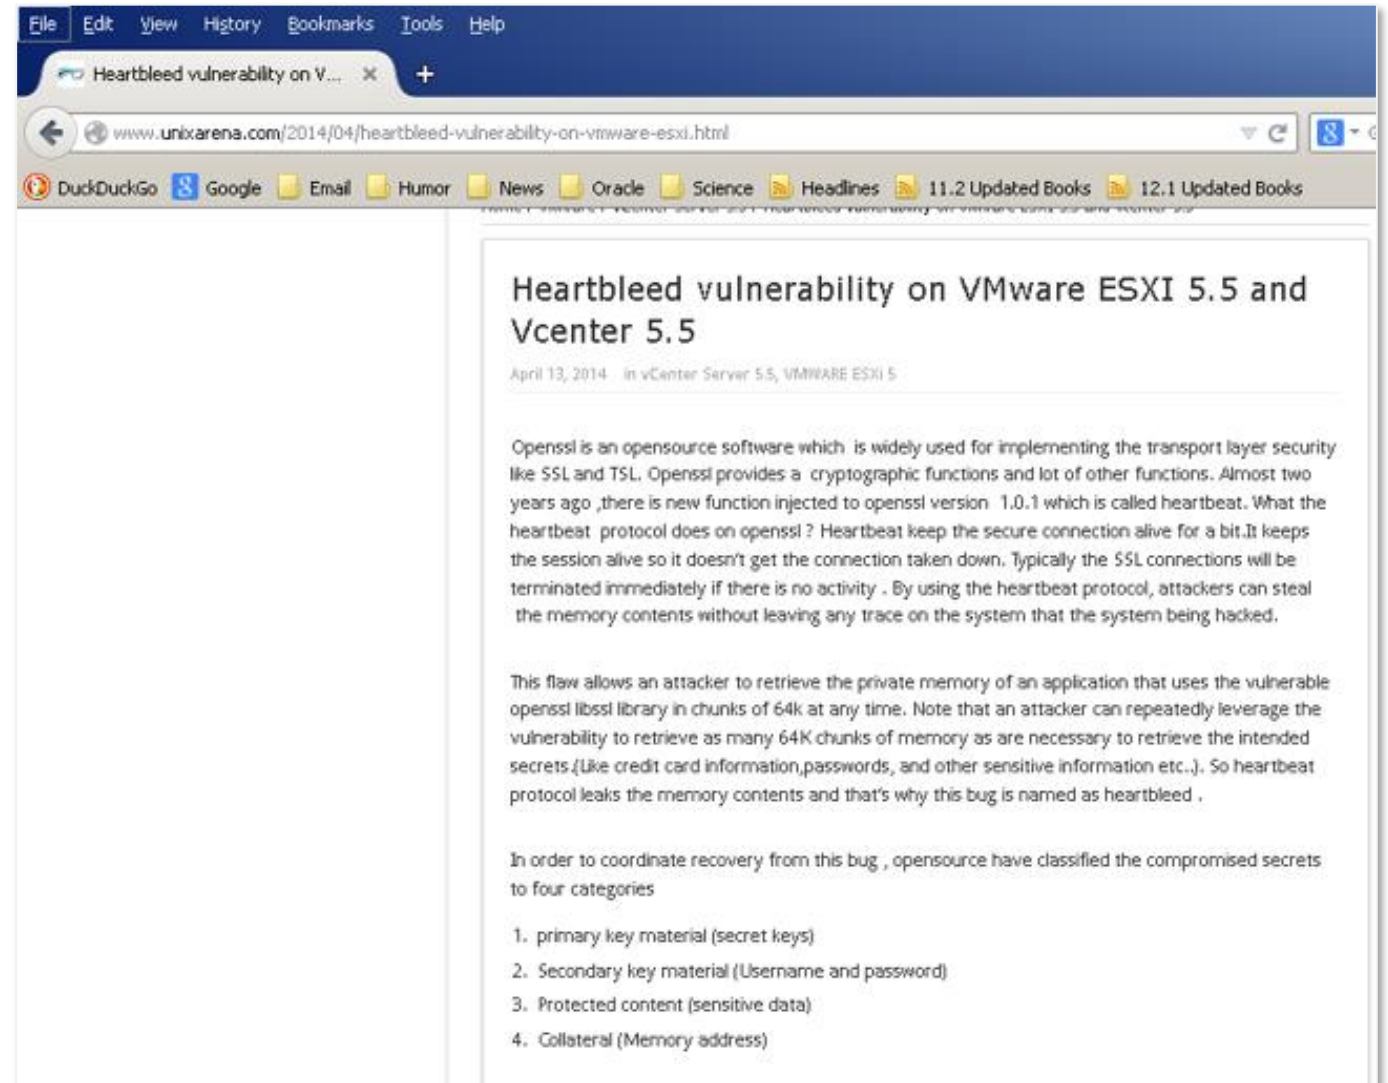 File Edit View History Bookmarks Tools Help
Heartbleed vulnerability on V...
www.unixarena.com/2014/04/heartbleed-vulnerability-on-vmware-esxi.html
DuckDuckGo Google Email Humor News Oracle Science Headlines 11.2 Updated Books 12.1 Updated Books
Heartbleed vulnerability on VMware ESXI 5.5 and
Vcenter 5.5
April 13, 2014 in vCenter Server 5.5, VMWARE ESXi 5
Openssl is an opensource software which is widely used for implementing the transport layer security
like SSL and TSL. Openssl provides a cryptographic functions and lot of other functions. Almost two
years ago ,there is new function injected to openssl version 1.0.1 which is called heartbeat. What the
heartbeat protocol does on openssl ? Heartbeat keep the secure connection alive for a bit.It keeps
the session alive so it doesn't get the connection taken down. Typically the SSL connections will be
terminated immediately if there is no activity . By using the heartbeat protocol, attackers can steal
the memory contents without leaving any trace on the system that the system being hacked.
This flaw allows an attacker to retrieve the private memory of an application that uses the vulnerable
openssl libssl library in chunks of 64k at any time. Note that an attacker can repeatedly leverage the
vulnerability to retrieve as many 64K chunks of memory as are necessary to retrieve the intended
secrets.(Like credit card information,passwords, and other sensitive information etc..). So heartbeat
protocol leaks the memory contents and that's why this bug is named as heartbleed .
In order to coordinate recovery from this bug , opensource have classified the compromised secrets
to four categories
1. primary key material (secret keys)
2. Secondary key material (Username and password)
3. Protected content (sensitive data)
4. Collateral (Memory address)